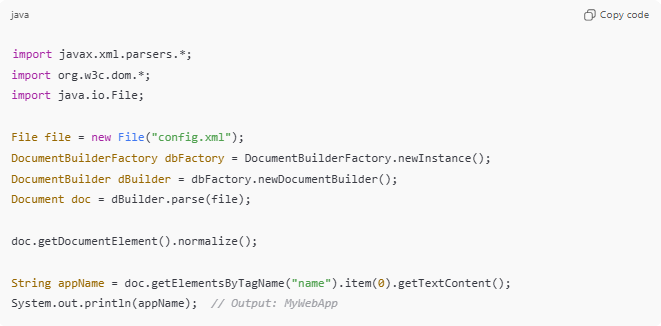 java
Copy code
import javax.xml.parsers.*;
import org.w3c.dom.*;
import java.io.File;
File file = new File("config.xml");
DocumentBuilderFactory dbFactory = DocumentBuilderFactory.newInstance();
DocumentBuilder dBuilder = dbFactory.newDocumentBuilder();
Document doc = dBuilder.parse(file);
doc.getDocumentElement().normalize();
String appName = doc.getElementsByTagName("name").item(0).getTextContent();
System.out.println(appName);  // Output: MyWebApp